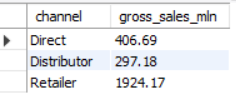 channel gross_sales_mln
Direct 406.69
Distributor 297.18
Retailer 1924.17